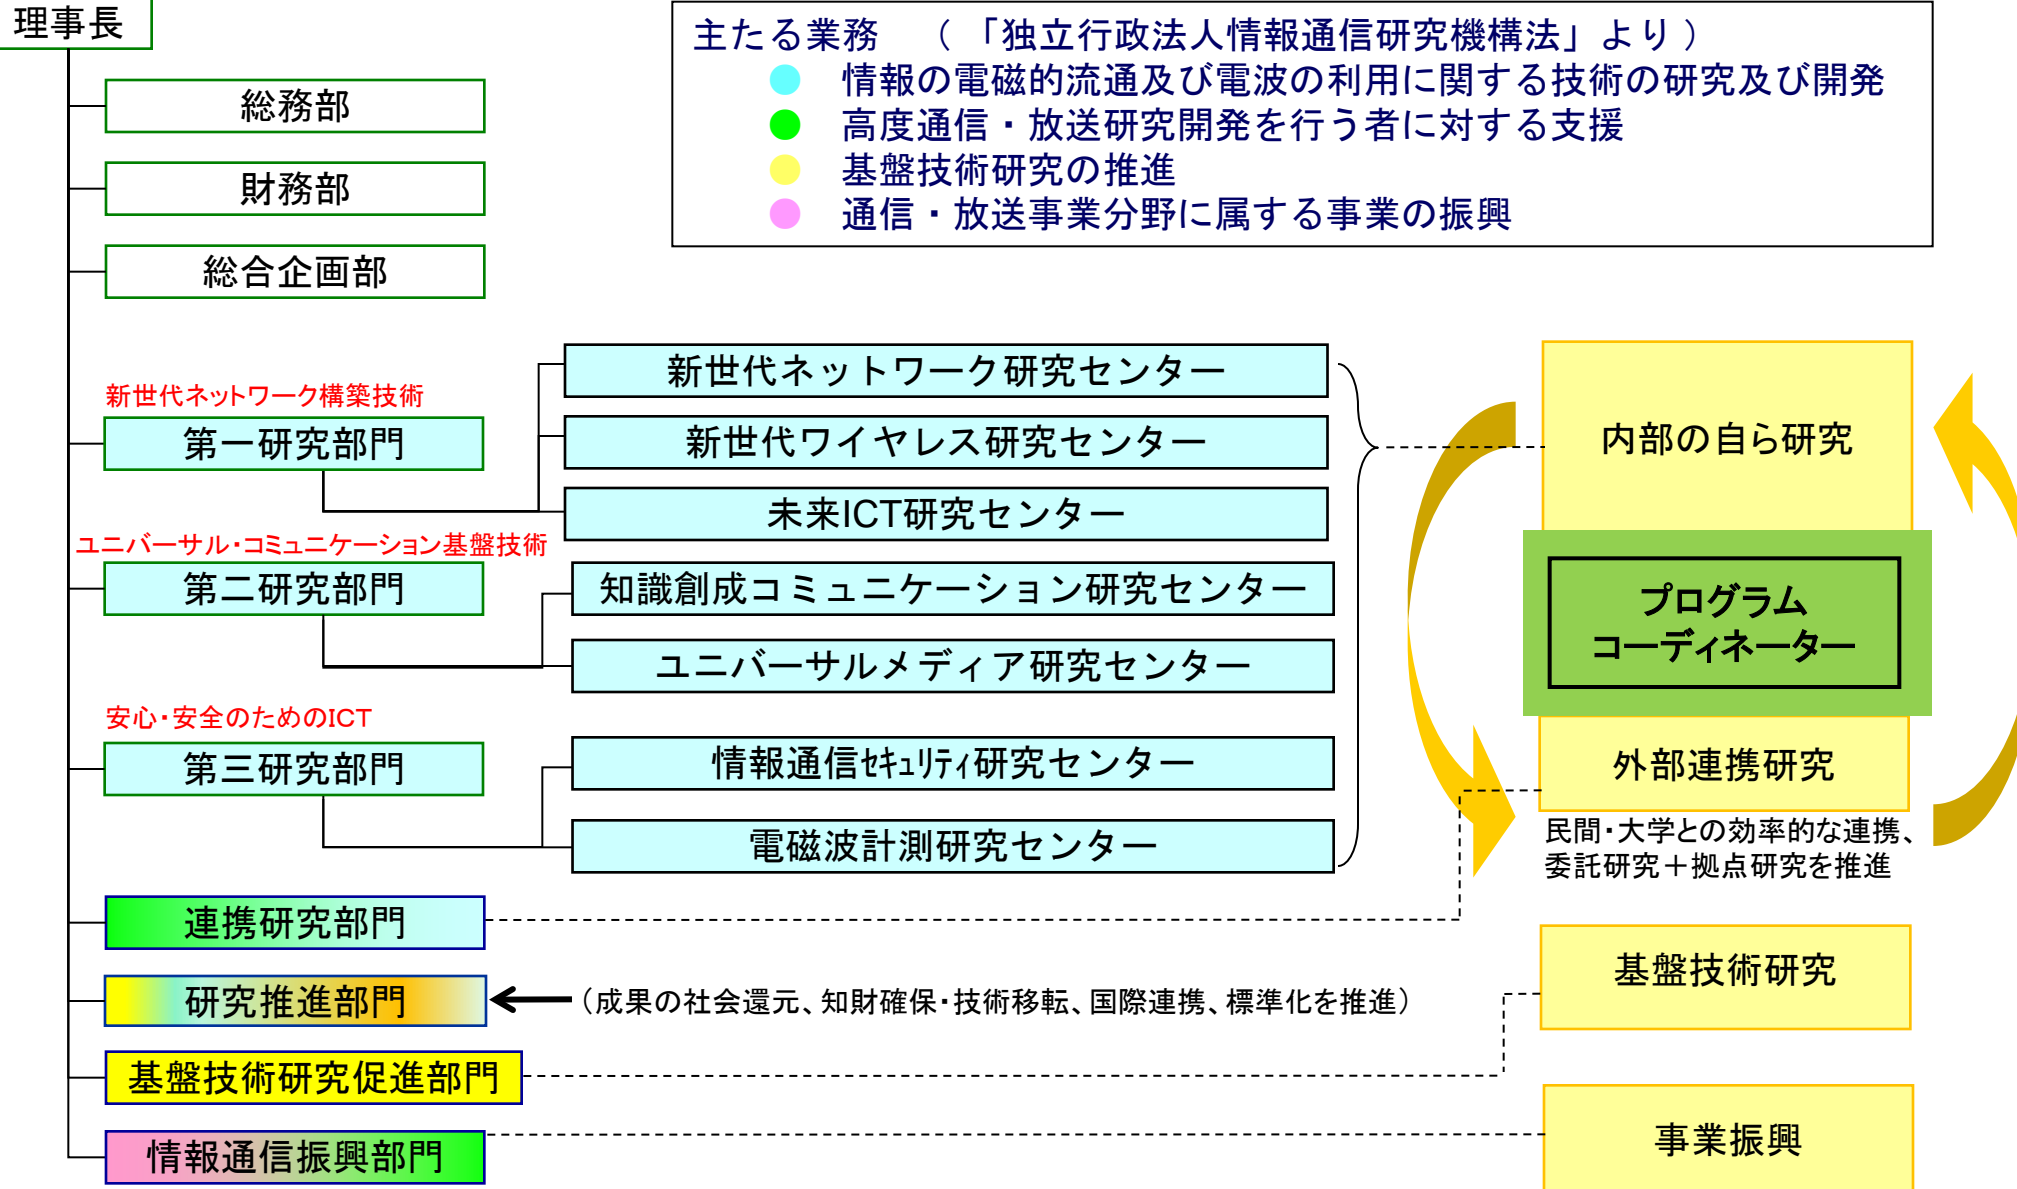 理事長
主たる業務 （「独立行政法人情報通信研究機構法」より）
情報の電磁的流通及び電波の利用に関する技術の研究及び開発
高度通信・放送研究開発を行う者に対する支援
基盤技術研究の推進
通信・放送事業分野に属する事業の振興
総務部
財務部
総合企画部
新世代ネットワーク構築技術
第一研究部門
新世代ネットワーク研究センター
新世代ワイヤレス研究センター
未来ICT研究センター
ユニバーサル・コミュニケーション基盤技術
第二研究部門
知識創成コミュニケーション研究センター
ユニバーサルメディア研究センター
安心・安全のためのICT
第三研究部門
情報通信ｾｷｭﾘﾃｨ研究センター
電磁波計測研究センター
連携研究部門
研究推進部門
（成果の社会還元、知財確保・技術移転、国際連携、標準化を推進）
基盤技術研究促進部門
情報通信振興部門
内部の自ら研究
プログラム
コーディネーター
外部連携研究
民間・大学との効率的な連携、
委託研究＋拠点研究を推進
基盤技術研究
事業振興